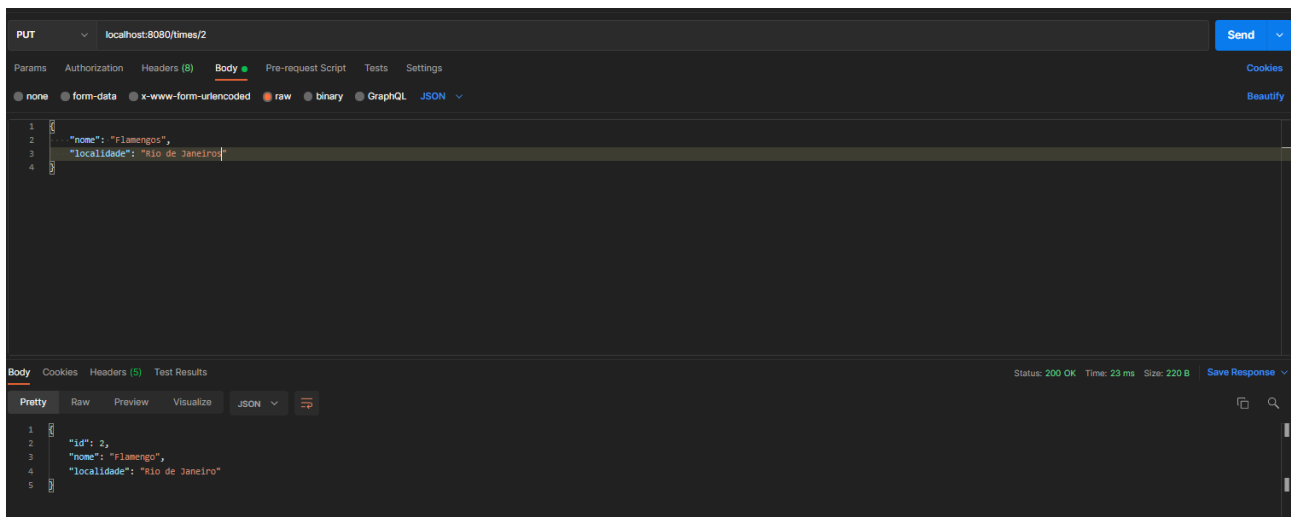 PUT localhost:8080/times/2 Send
Params Authorization Headers (8) Body Pre-request Script Tests Settings Cookies
none form-data x-www-form-urlencoded raw binary GraphQL JSON Beautify
1 {
2 ····"nome": "Flamengos",
3 "localidade": "Rio de Janeiros"
4 }
Body Cookies Headers (5) Test Results Status: 200 OK Time: 23 ms Size: 220 B Save Response
Pretty Raw Preview Visualize JSON
1 {
2 "id": 2,
3 "nome": "Flamengo",
4 "localidade": "Rio de Janeiro"
5 }